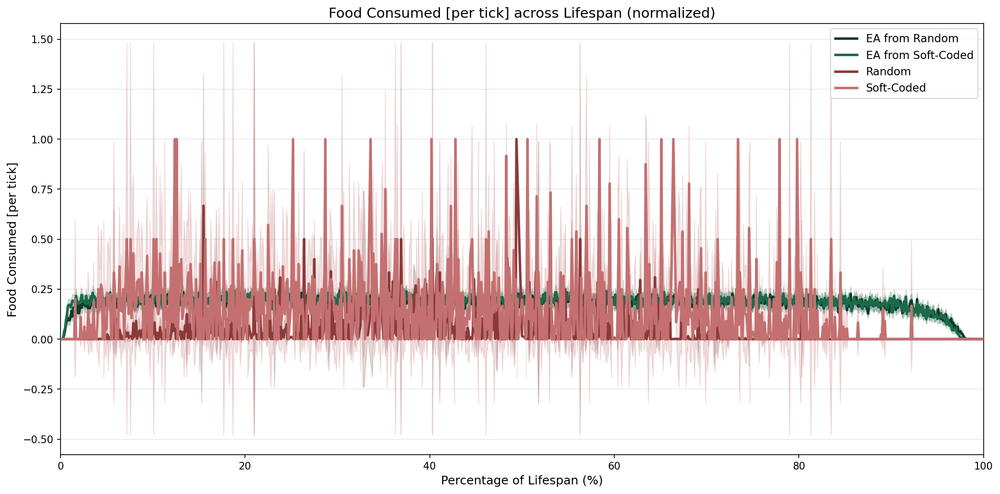 Food Consumed [per tick] across Lifespan (normalized)
EA from Random
EA from Soft-Coded
Random
Soft-Coded
Food Consumed [per tick]
1.50
1.25
1.00
0.75
0.50
0.25
0.00
−0.25
−0.50
0
20
40
60
80
100
Percentage of Lifespan (%)